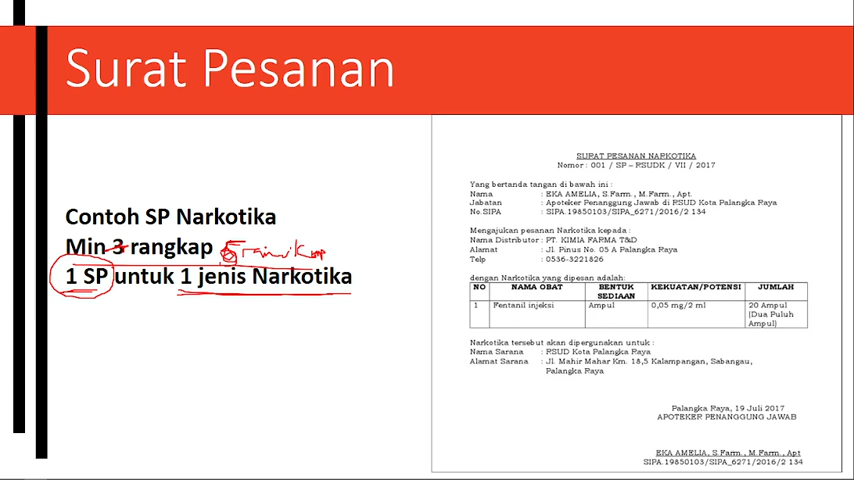 Surat Pesanan
Contoh SP Narkotika
Min 3 rangkap 5 rangkap
1 SP untuk 1 jenis Narkotika
SURAT PESANAN NARKOTIKA
Nomor : 001 / SP – RSUDK / VII / 2017
Yang bertanda tangan di bawah ini :
Nama : EKA AMELIA, S.Farm., M.Farm., Apt.
Jabatan : Apoteker Penanggung Jawab di RSUD Kota Palangka Raya
No.SIPA : SIPA.19850103/SIPA_6271/2016/2 134
Mengajukan pesanan Narkotika kepada :
Nama Distributor : PT. KIMIA FARMA T&D
Alamat : Jl. Pinus No. 05 A Palangka Raya
Telp : 0536-3221826
dengan Narkotika yang dipesan adalah:
NO NAMA OBAT BENTUK SEDIAAN KEKUATAN/POTENSI JUMLAH
1 Fentanil injeksi Ampul 0,05 mg/2 ml 20 Ampul
(Dua Puluh
Ampul)
Narkotika tersebut akan dipergunakan untuk :
Nama Sarana : RSUD Kota Palangka Raya
Alamat Sarana : Jl. Mahir Mahar Km. 18,5 Kalampangan, Sabangau,
Palangka Raya
Palangka Raya, 19 Juli 2017
APOTEKER PENANGGUNG JAWAB
EKA AMELIA, S.Farm., M.Farm., Apt
SIPA.19850103/SIPA_6271/2016/2 134